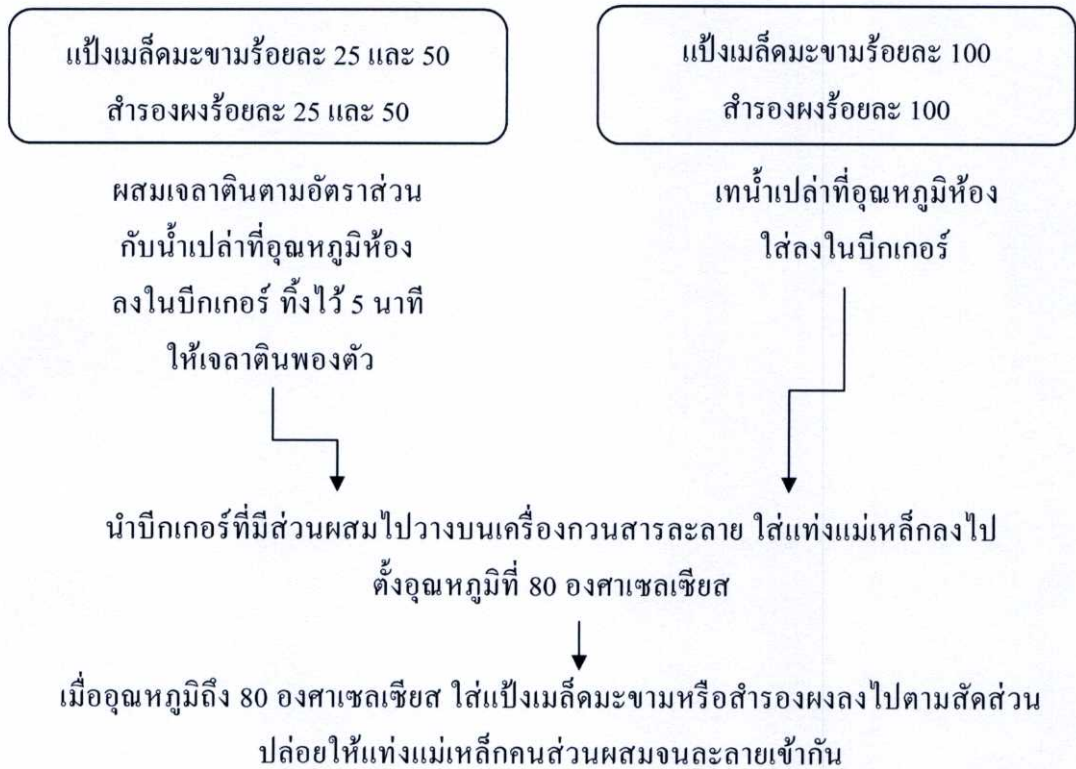 แป้งเมล็ดมะขามร้อยละ 25 และ 50
สำรองผงร้อยละ 25 และ 50
ผสมเจลาตินตามอัตราส่วน
กับน้ำเปล่าที่อุณหภูมิห้อง
ลงในบีกเกอร์ ทิ้งไว้ 5 นาที
ให้เจลาตินพองตัว
แป้งเมล็ดมะขามร้อยละ 100
สำรองผงร้อยละ 100
เทน้ำเปล่าที่อุณหภูมิห้อง
ใส่ลงในบีกเกอร์
นำบีกเกอร์ที่มีส่วนผสมไปวางบนเครื่องกวนสารละลาย ใส่แท่งแม่เหล็กลงไป
ตั้งอุณหภูมิที่ 80 องศาเซลเซียส
เมื่ออุณหภูมิถึง 80 องศาเซลเซียส ใส่แป้งเมล็ดมะขามหรือสำรองผงลงไปตามสัดส่วน
ปล่อยให้แท่งแม่เหล็กคนส่วนผสมจนละลายเข้ากัน